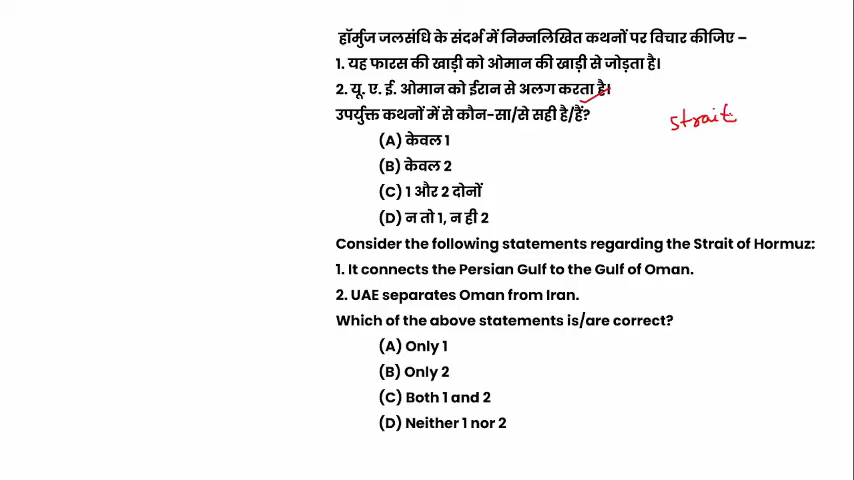 हॉर्मुज जलसंधि के संदर्भ में निम्नलिखित कथनों पर विचार कीजिए –
1. यह फारस की खाड़ी को ओमान की खाड़ी से जोड़ता है।
2. यू. ए. ई. ओमान को ईरान से अलग करता है।
उपर्युक्त कथनों में से कौन-सा/से सही है/हैं?
strait
(A) केवल 1
(B) केवल 2
(C) 1 और 2 दोनों
(D) न तो 1, न ही 2
Consider the following statements regarding the Strait of Hormuz:
1. It connects the Persian Gulf to the Gulf of Oman.
2. UAE separates Oman from Iran.
Which of the above statements is/are correct?
(A) Only 1
(B) Only 2
(C) Both 1 and 2
(D) Neither 1 nor 2